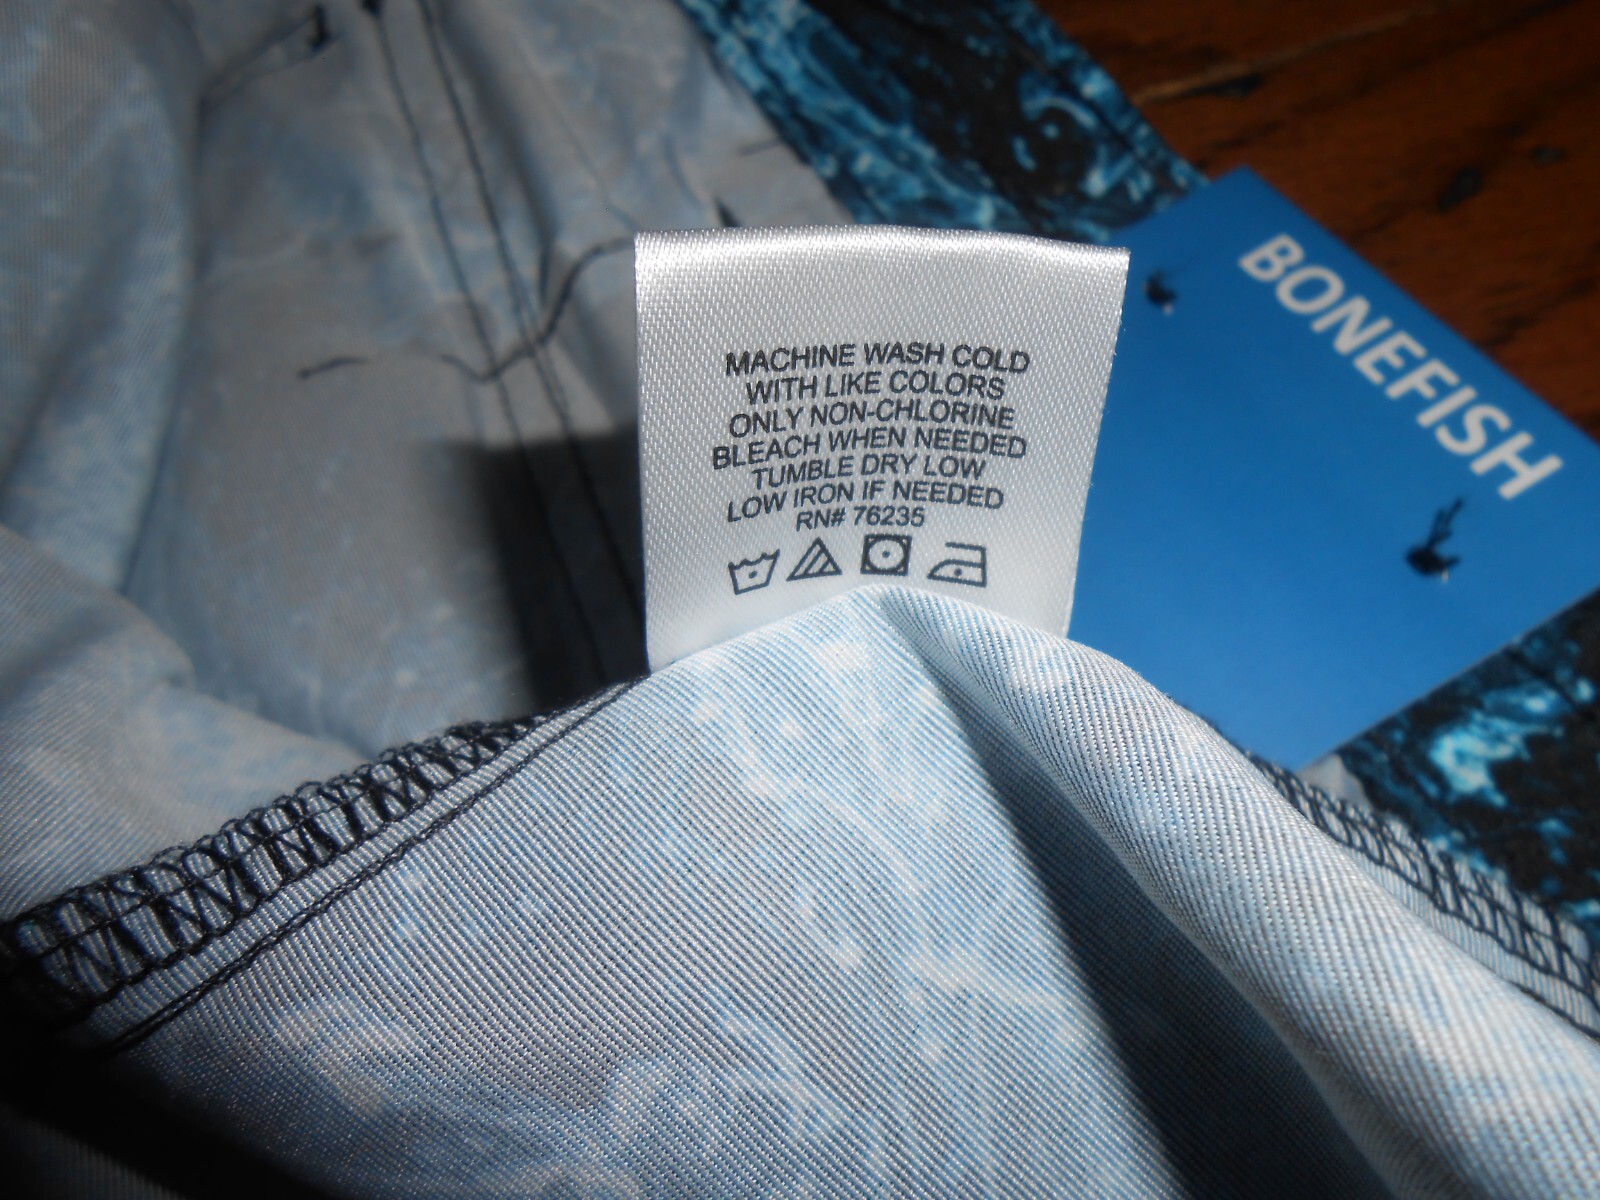 MACHINE WASH COLD
WITH LIKE COLORS
ONLY NON-CHLORINE
BLEACH WHEN NEEDED
TUMBLE DRY LOW
LOW IRON IF NEEDED
RN# 76235
BONEFISH